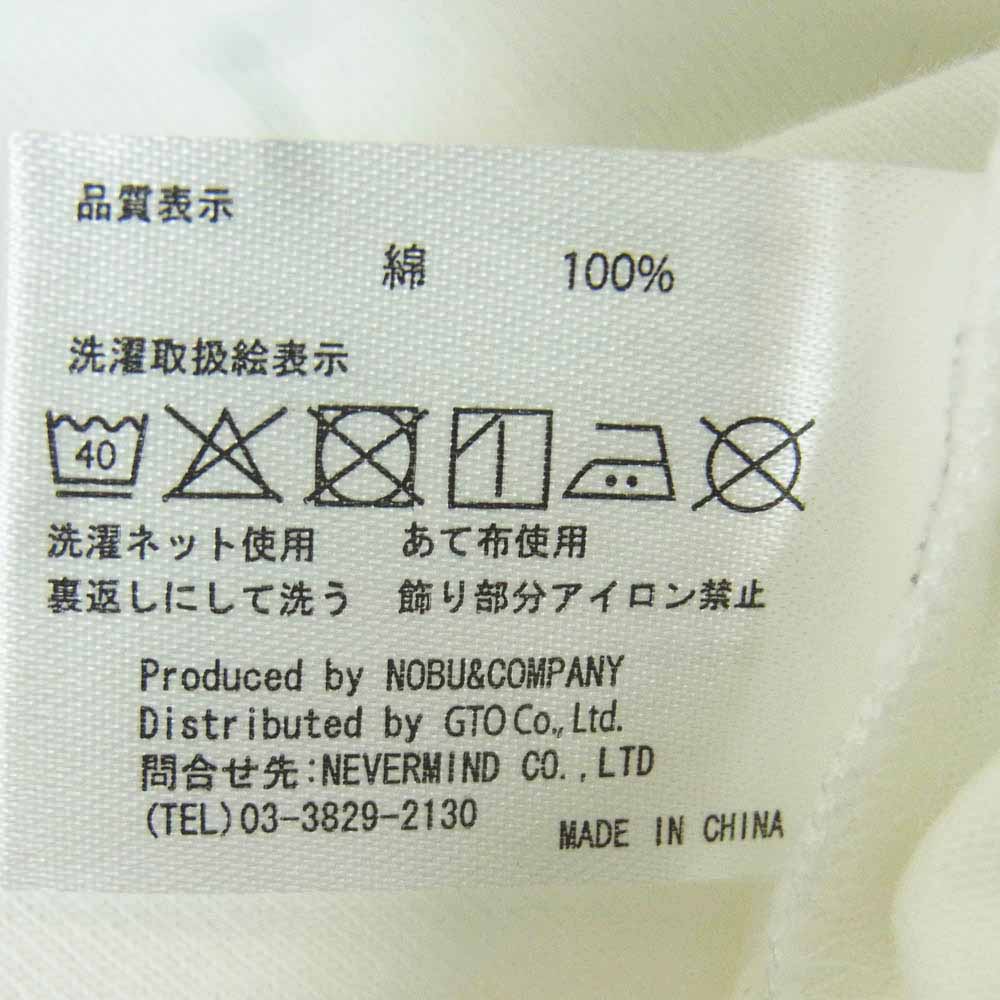 品質表示
綿 100%
洗濯取扱絵表示
40
洗濯ネット使用 あて布使用
裏返しにして洗う 飾り部分アイロン禁止
Produced by NOBU&COMPANY
Distributed by GTO Co., Ltd.
問合せ先:NEVERMIND CO.,LTD
(TEL)03-3829-2130
MADE IN CHINA